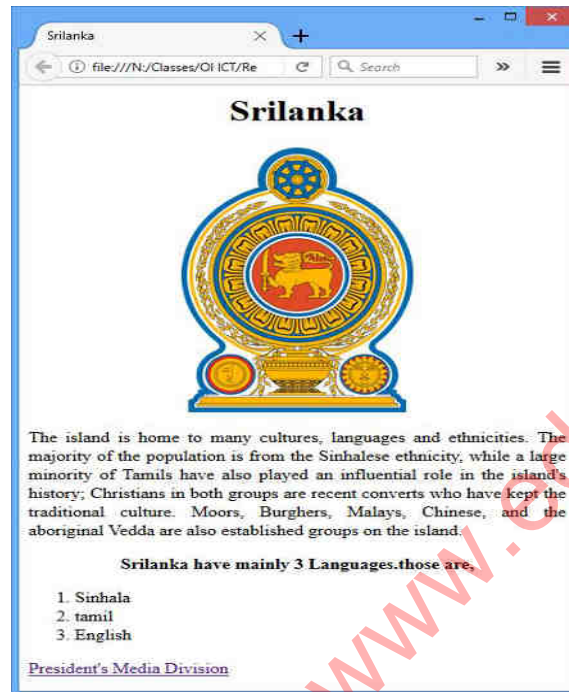 Srilanka
file:///N:/Classes/OL ICT/Re
Search
Srilanka
The island is home to many cultures, languages and ethnicities. The
majority of the population is from the Sinhalese ethnicity, while a large
minority of Tamils have also played an influential role in the island's
history; Christians in both groups are recent converts who have kept the
traditional culture. Moors, Burghers, Malays, Chinese, and the
aboriginal Vedda are also established groups on the island.
Srilanka have mainly 3 Languages.those are,
1. Sinhala
2. tamil
3. English
President's Media Division
www.ed